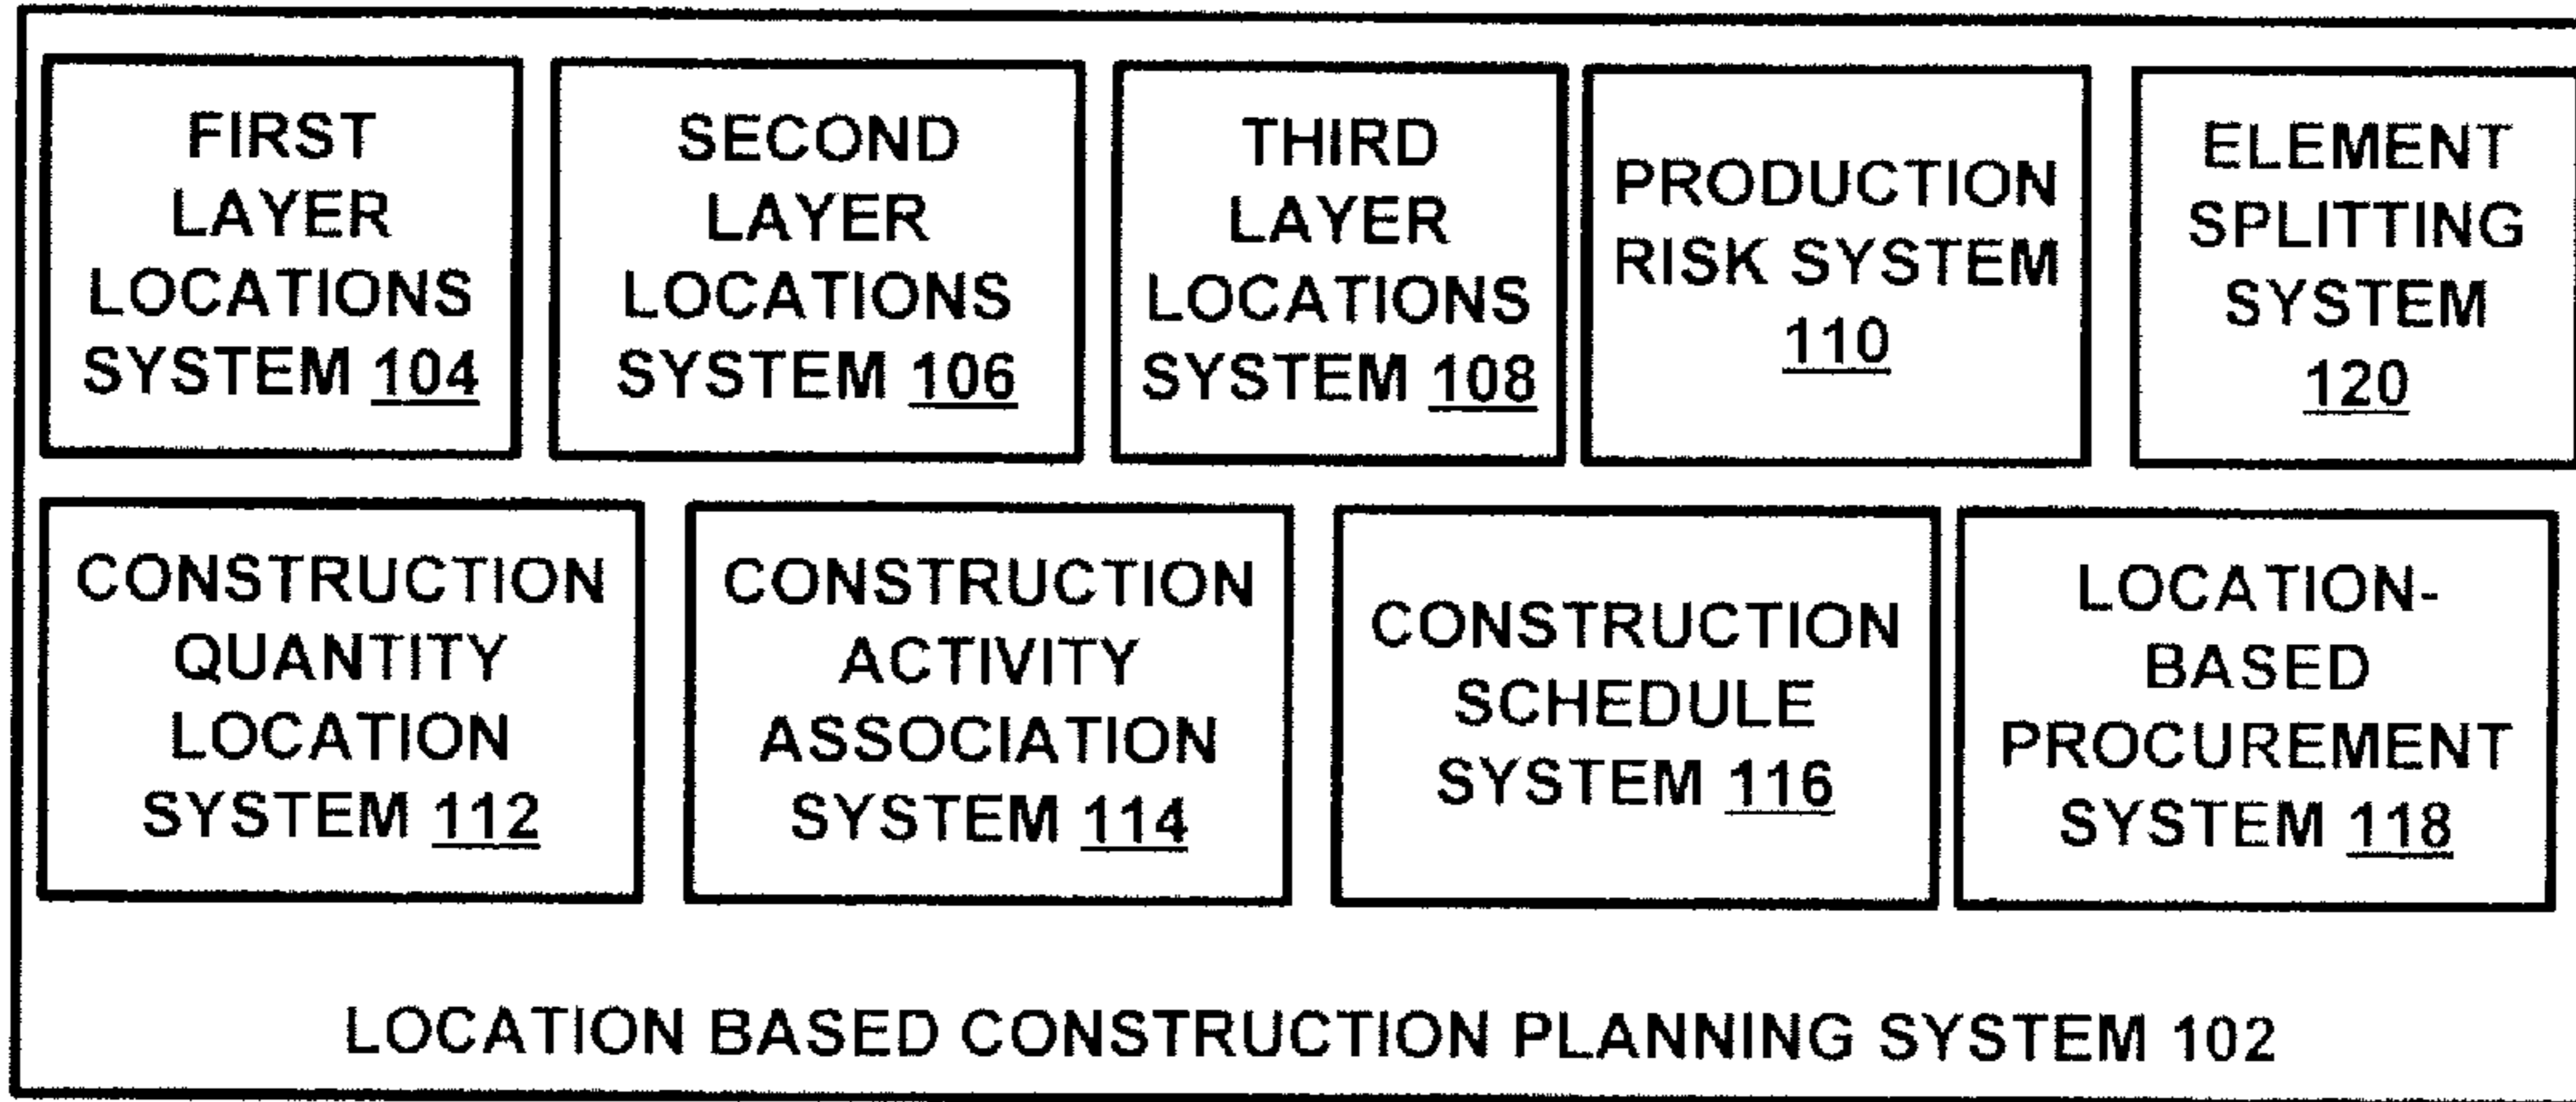 FIRST
LAYER
LOCATIONS
SYSTEM 104
SECOND
LAYER
LOCATIONS
SYSTEM 106
THIRD
LAYER
LOCATIONS
SYSTEM 108
PRODUCTION
RISK SYSTEM
110
ELEMENT
SPLITTING
SYSTEM
120
CONSTRUCTION
QUANTITY
LOCATION
SYSTEM 112
CONSTRUCTION
ACTIVITY
ASSOCIATION
SYSTEM 114
CONSTRUCTION
SCHEDULE
SYSTEM 116
LOCATION-
BASED
PROCUREMENT
SYSTEM 118
LOCATION BASED CONSTRUCTION PLANNING SYSTEM 102